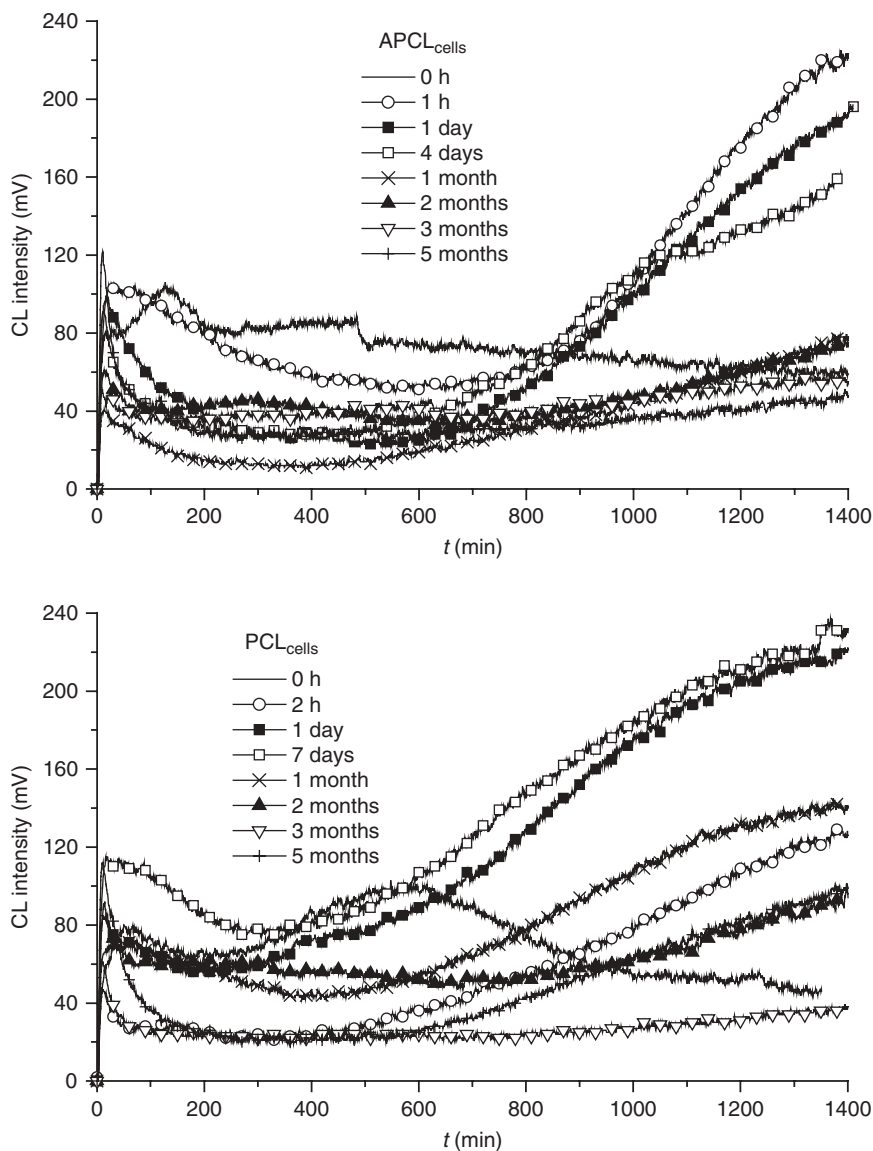 240
200
160
120
80
40
0
CL intensity (mV)
APCLcells
0 h
1 h
1 day
4 days
1 month
2 months
3 months
5 months
0 200 400 600 800 1000 1200 1400
t (min)
240
200
160
120
80
40
0
CL intensity (mV)
PCLcells
0 h
2 h
1 day
7 days
1 month
2 months
3 months
5 months
0 200 400 600 800 1000 1200 1400
t (min)